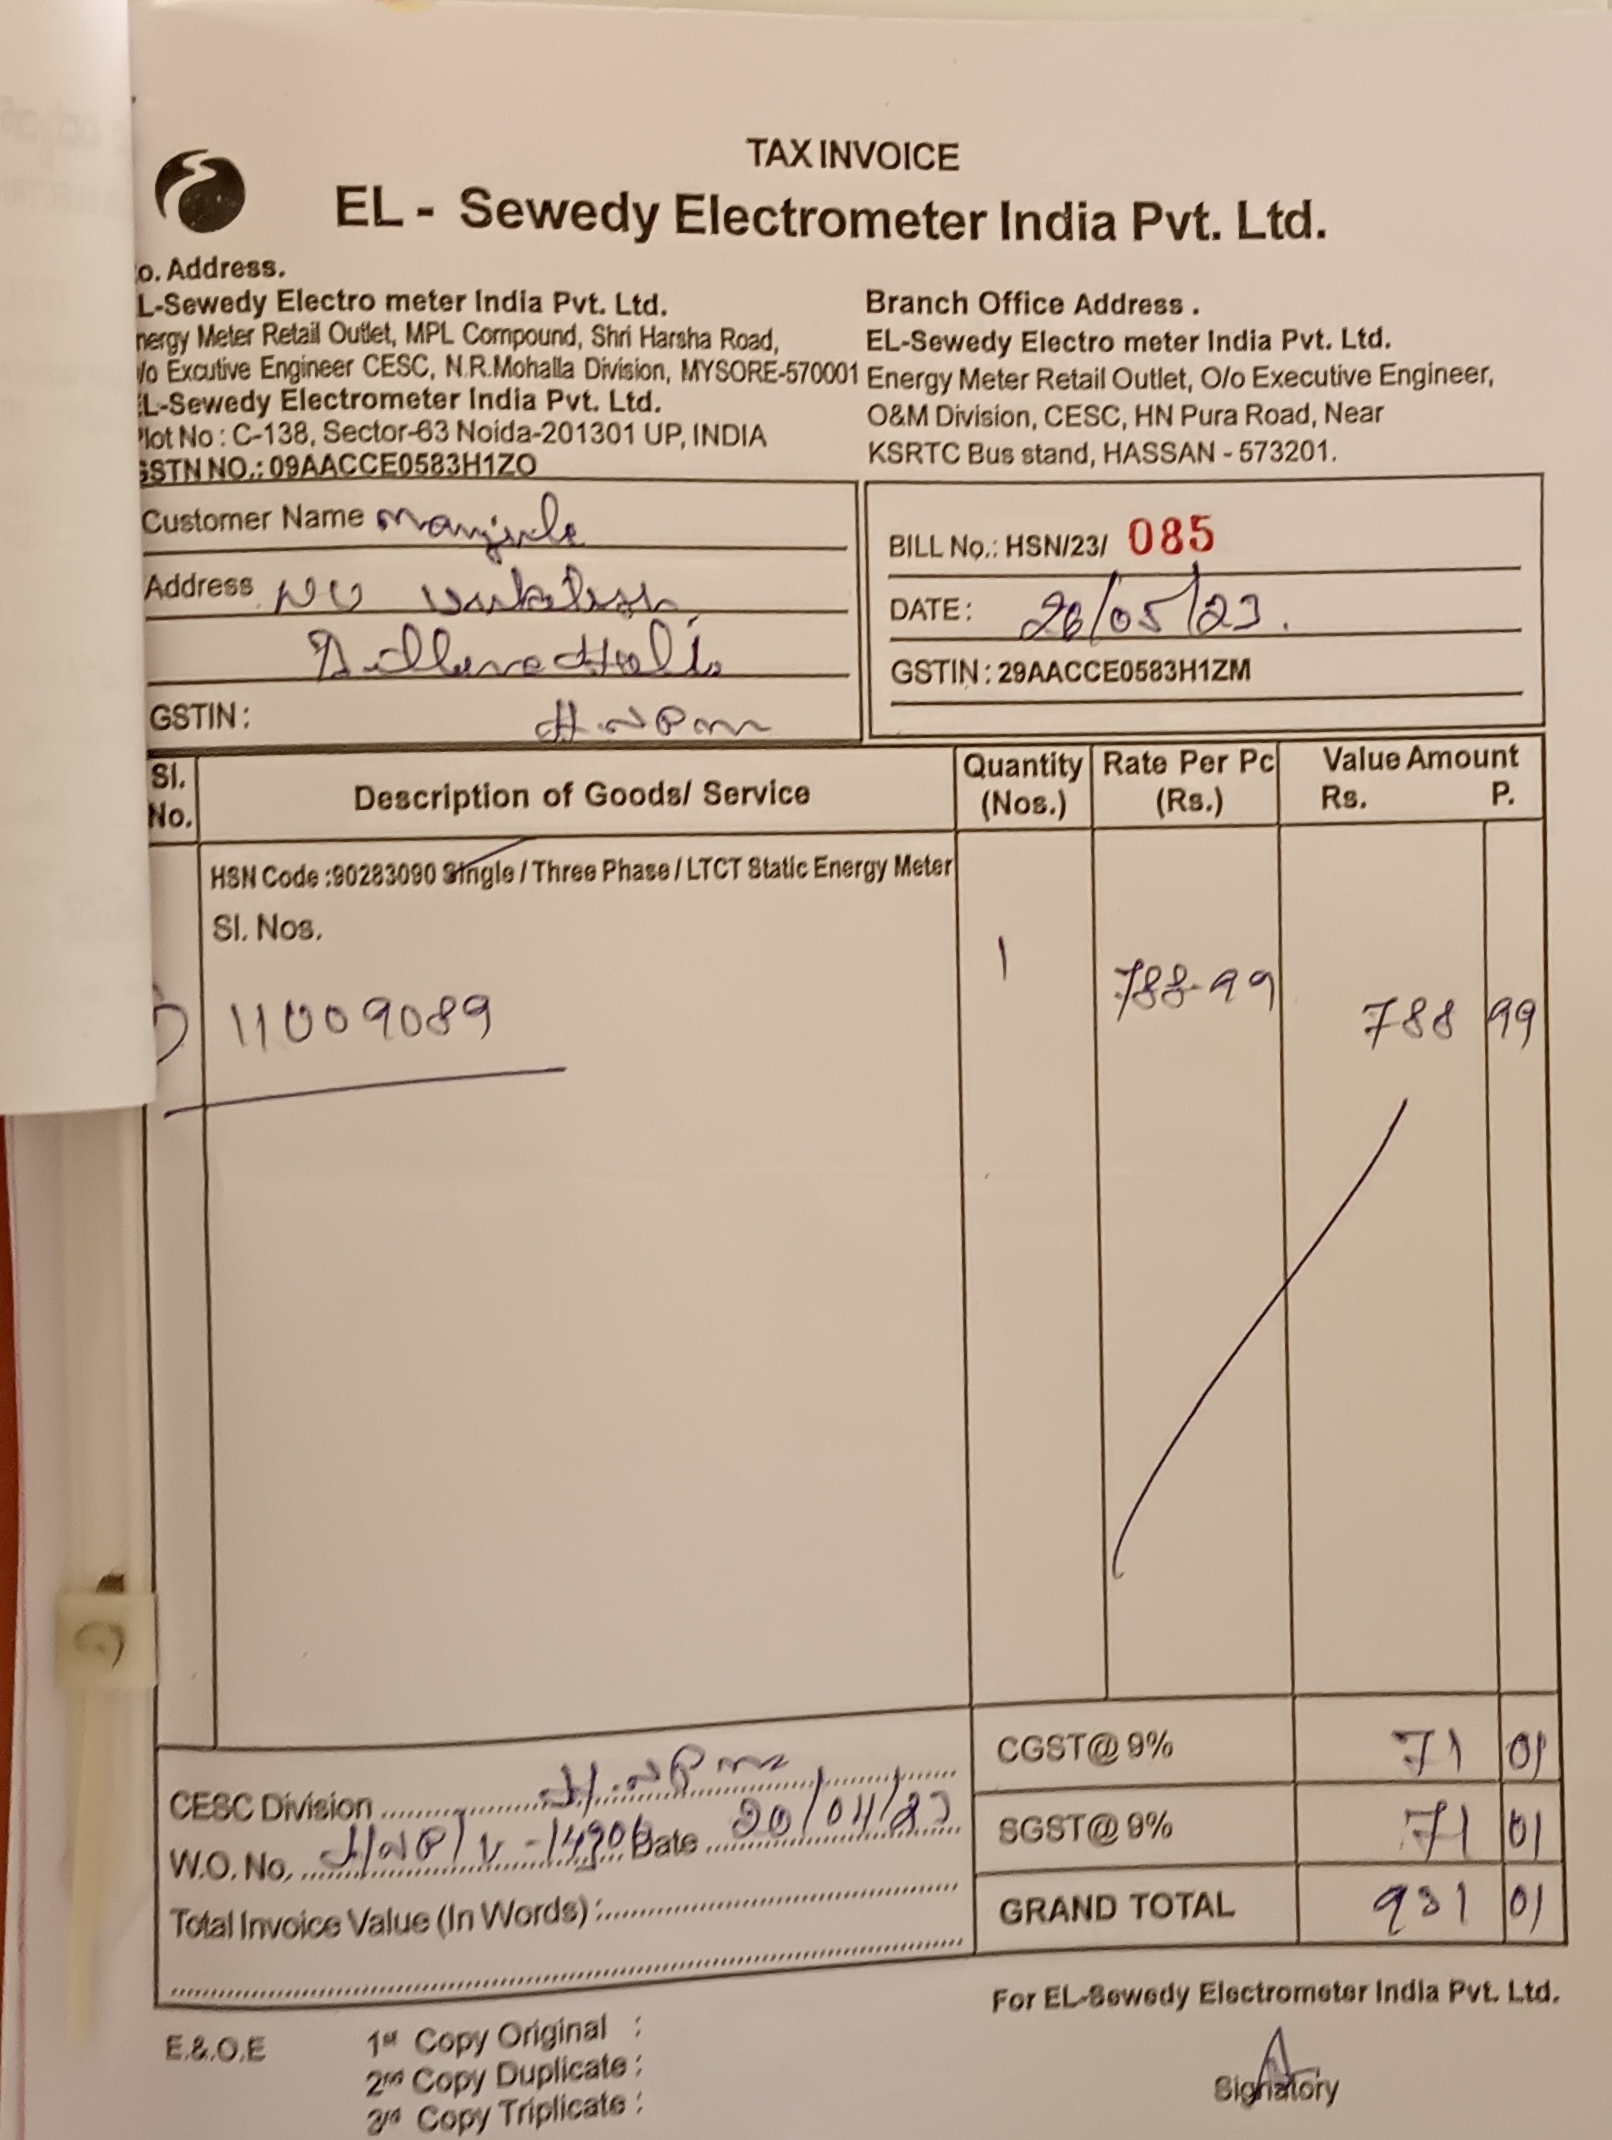 TAX INVOICE
EL - Sewedy Electrometer India Pvt. Ltd.
o. Address.
L-Sewedy Electro meter India Pvt. Ltd.
nergy Meter Retail Outlet, MPL Compound, Shri Harsha Road,
/o Excutive Engineer CESC, N.R.Mohalla Division, MYSORE-570001
EL-Sewedy Electrometer India Pvt. Ltd.
Plot No : C-138, Sector-63 Noida-201301 UP, INDIA
GSTN NO.: 09AACCE0583H1ZO
Branch Office Address .
EL-Sewedy Electro meter India Pvt. Ltd.
Energy Meter Retail Outlet, O/o Executive Engineer,
O&M Division, CESC, HN Pura Road, Near
KSRTC Bus stand, HASSAN - 573201.
Customer Name
Address
GSTIN :
BILL No.: HSN/23/ 085
DATE : 26/05/23.
GSTIN : 29AACCE0583H1ZM
Sl. No. Description of Goods/ Service Quantity (Nos.) Rate Per Pc (Rs.) Value Amount Rs. P.
HSN Code :90283090 Single / Three Phase / LTCT Static Energy Meter
Sl. Nos.
11009089 1 788-99 788 99
CGST@ 9% 71 01
SGST@ 9% 71 01
GRAND TOTAL 931 01
CESC Division
W.O. No. Date 20/04/23
Total Invoice Value (In Words) :
For EL-Sewedy Electrometer India Pvt. Ltd.
Signatory
E.&.O.E
1st Copy Original :
2nd Copy Duplicate :
3rd Copy Triplicate :